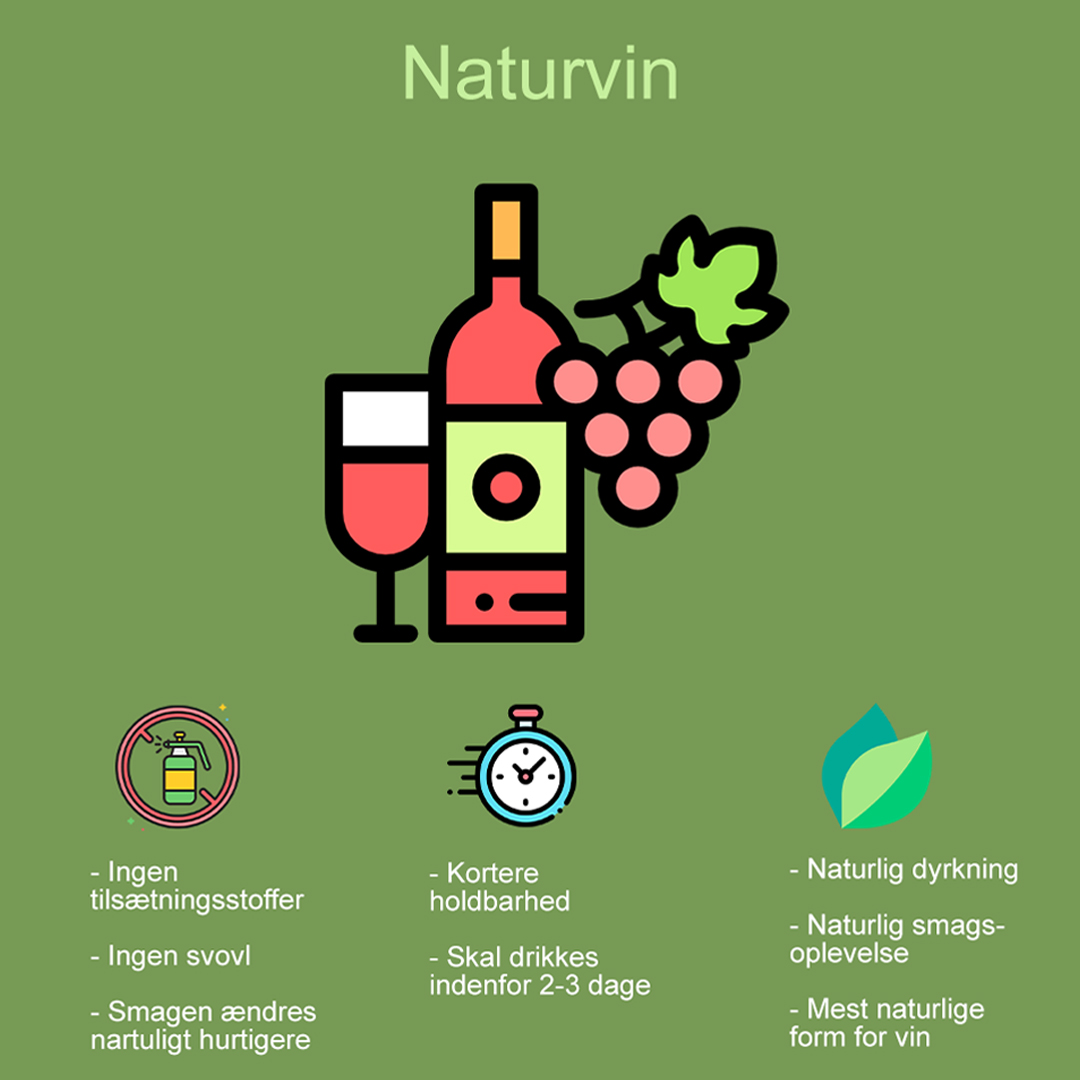 Naturvin
- Ingen
tilsætningsstoffer
- Ingen svovl
- Smagen ændres
nartuligt hurtigere
- Kortere
holdbarhed
- Skal drikkes
indenfor 2-3 dage
- Naturlig dyrkning
- Naturlig smags-
oplevelse
- Mest naturlige
form for vin